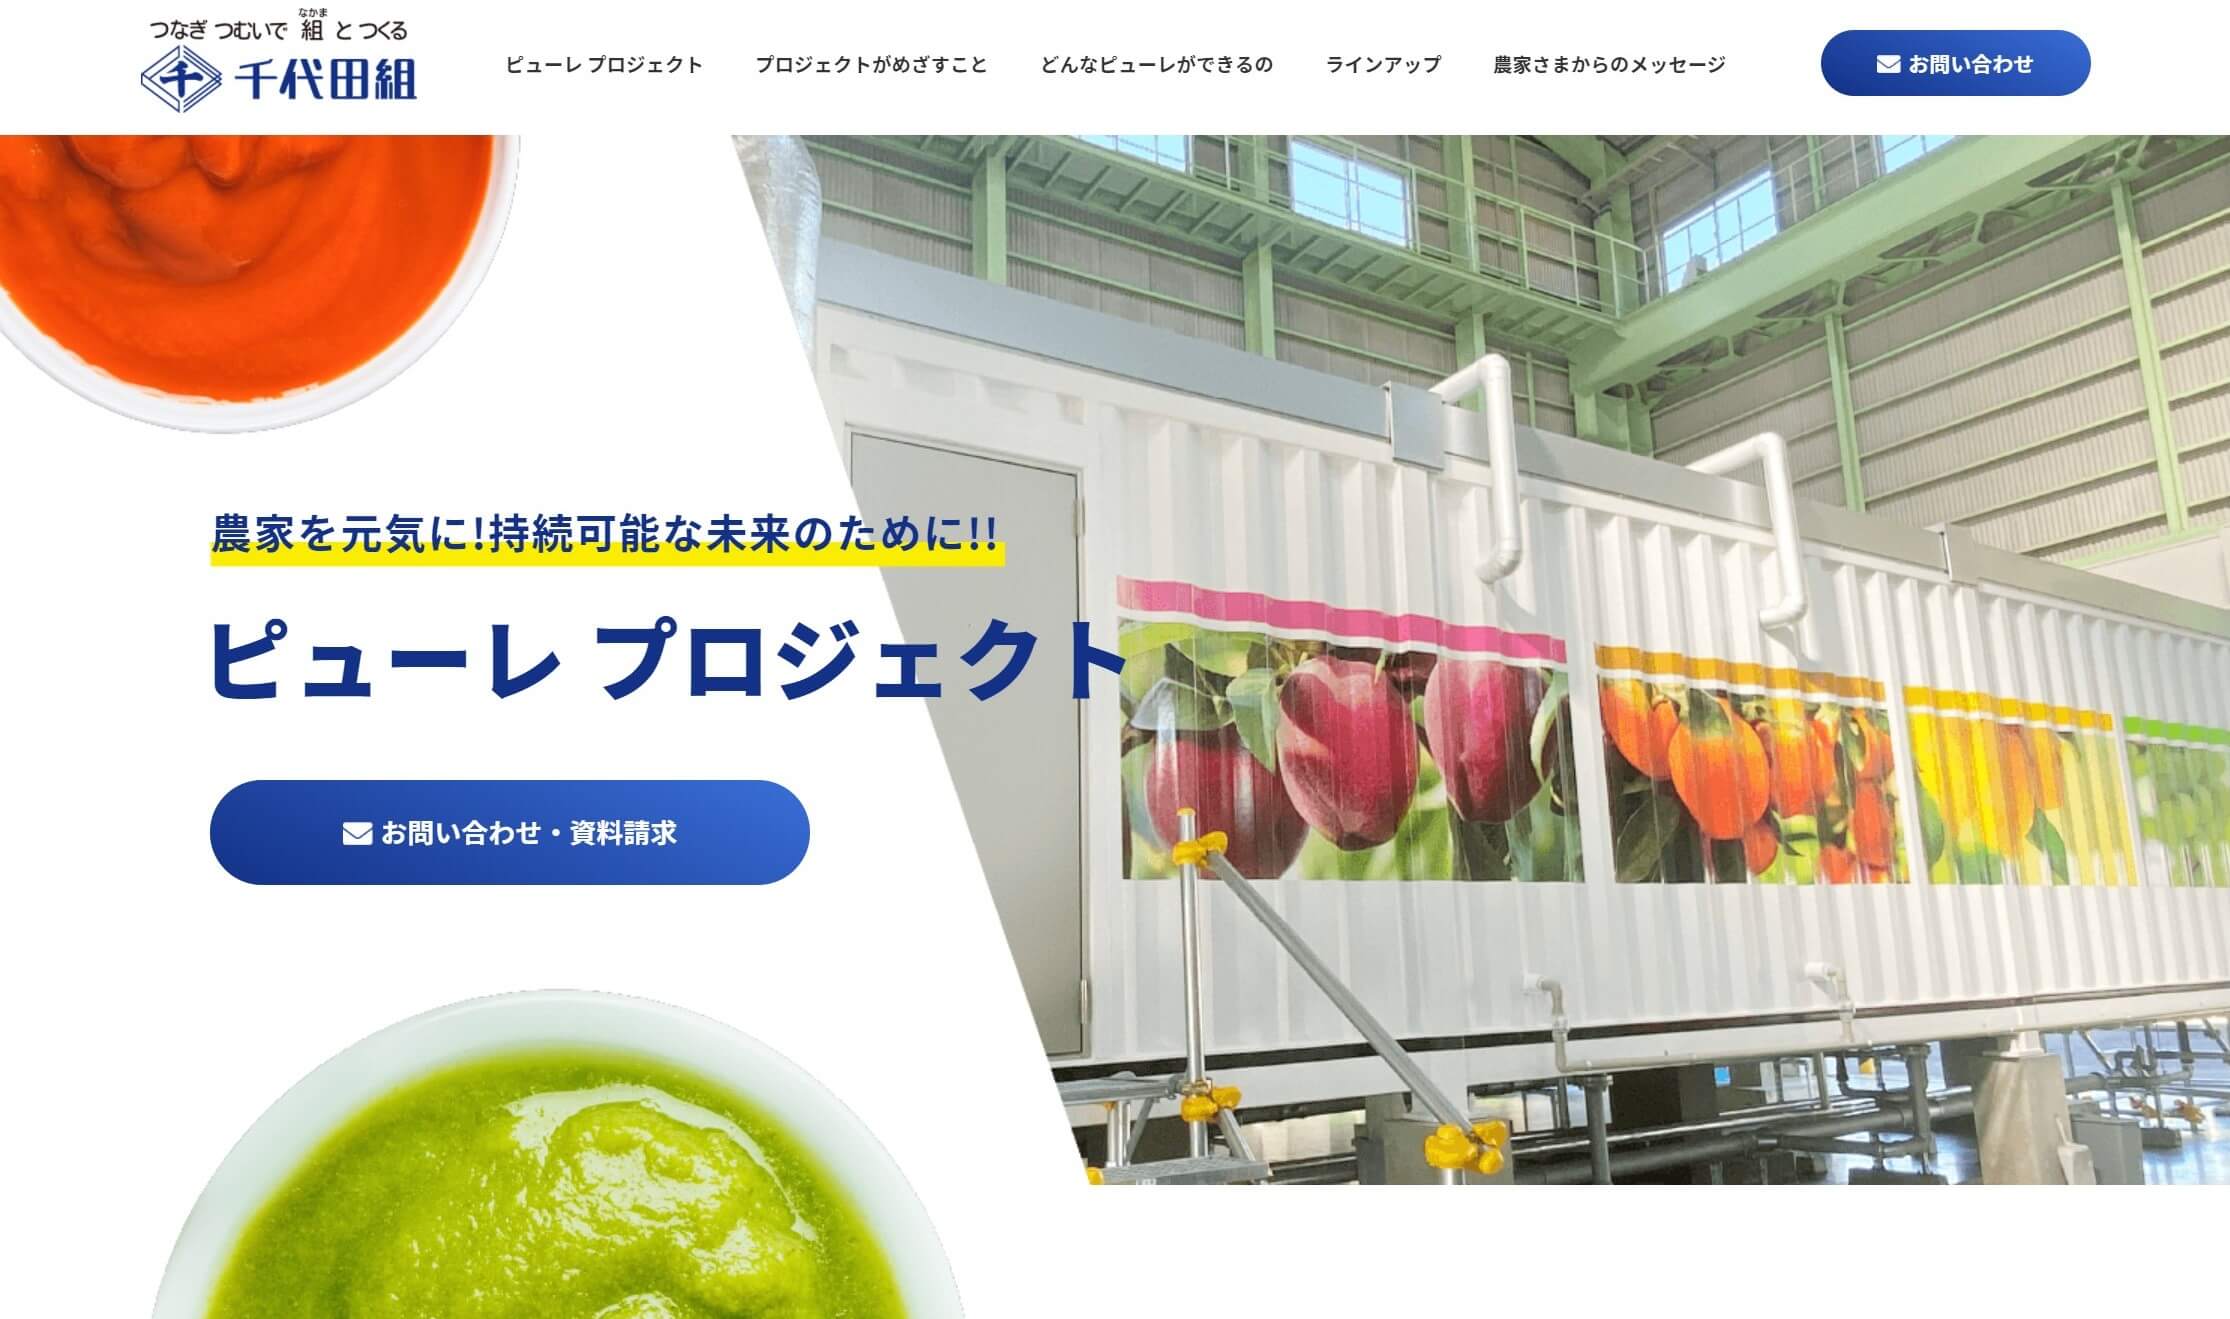 つなぎ つむいで 組 と つくる
なかま
千代田組
ピューレ プロジェクト
プロジェクトがめざすこと
どんなピューレができるの
ラインアップ
農家さまからのメッセージ
お問い合わせ
農家を元気に!持続可能な未来のために!!
ピューレ プロジェクト
お問い合わせ・資料請求